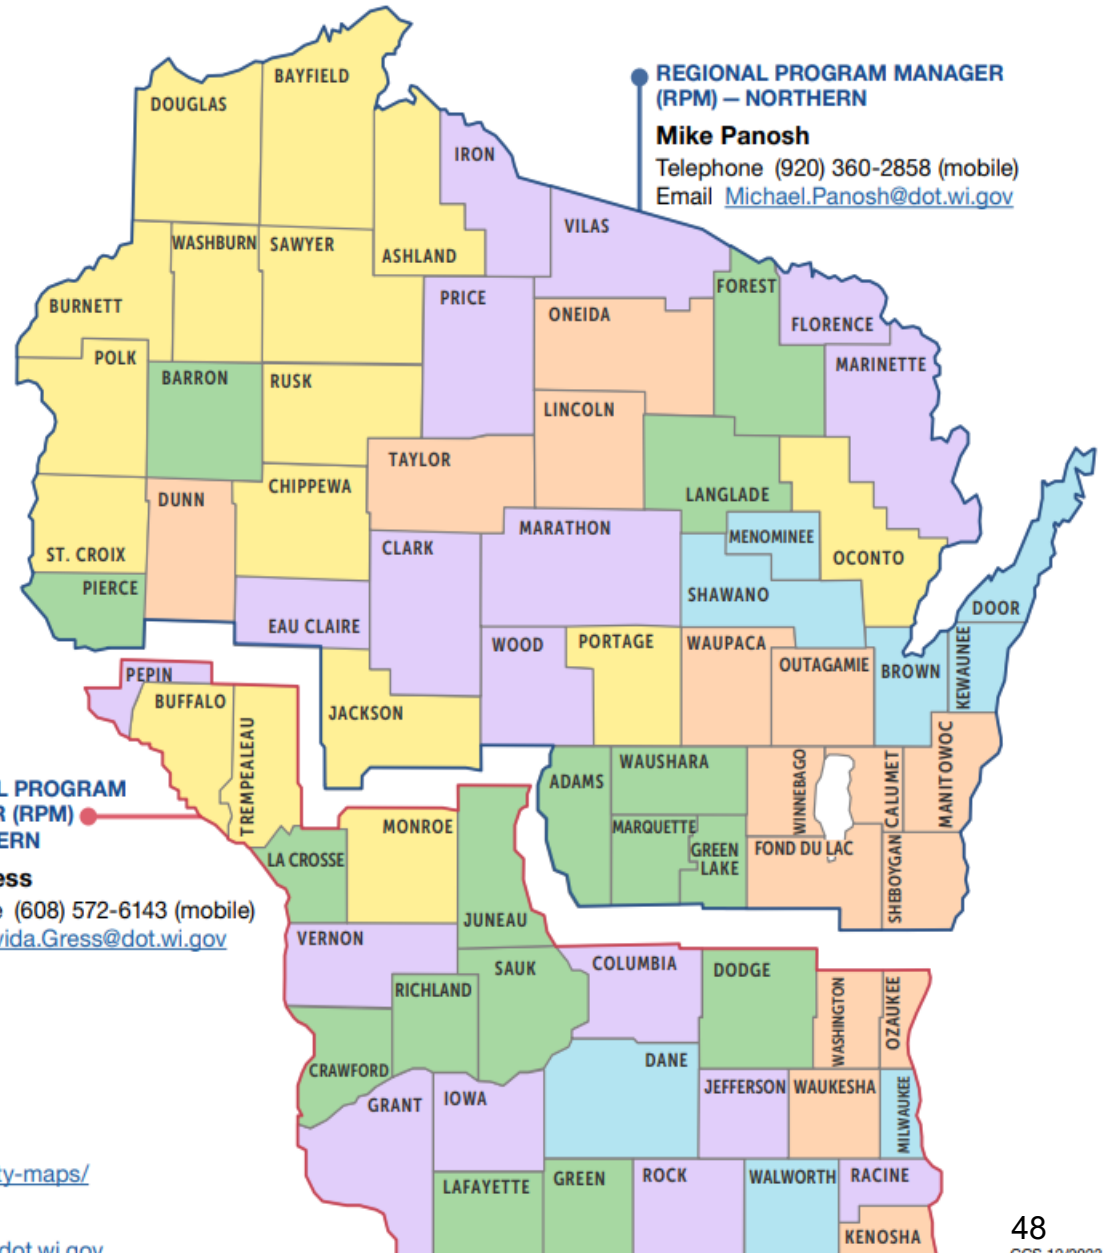 BAYFIELD
DOUGLAS
REGIONAL PROGRAM MANAGER
(RPM) – NORTHERN
Mike Panosh
Telephone (920) 360-2858 (mobile)
Email Michael.Panosh@dot.wi.gov
IRON
VILAS
WASHBURN
SAWYER
ASHLAND
FOREST
PRICE
BURNETT
ONEIDA
FLORENCE
POLK
MARINETTE
BARRON
RUSK
LINCOLN
TAYLOR
CHIPPEWA
DUNN
LANGLADE
MARATHON
MENOMINEE
CLARK
ST. CROIX
OCONTO
PIERCE
SHAWANO
DOOR
EAU CLAIRE
WOOD
PORTAGE
WAUPACA
OUTAGAMIE
BROWN
KEWAUNEE
PEPIN
BUFFALO
JACKSON
TREMPEALEAU
WAUSHARA
ADAMS
WINNEBAGO
CALUMET
MANITOWOC
L PROGRAM
R (RPM)
ERN
ess
e (608) 572-6143 (mobile)
vida.Gress@dot.wi.gov
MONROE
MARQUETTE
GREEN
LAKE
FOND DU LAC
SHEBOYGAN
LA CROSSE
JUNEAU
VERNON
SAUK
COLUMBIA
DODGE
RICHLAND
WASHINGTON
OZAUKEE
CRAWFORD
DANE
GRANT
IOWA
JEFFERSON
WAUKESHA
MILWAUKEE
ty-maps/
LAFAYETTE
GREEN
ROCK
WALWORTH
RACINE
KENOSHA
48
dot.wi.gov